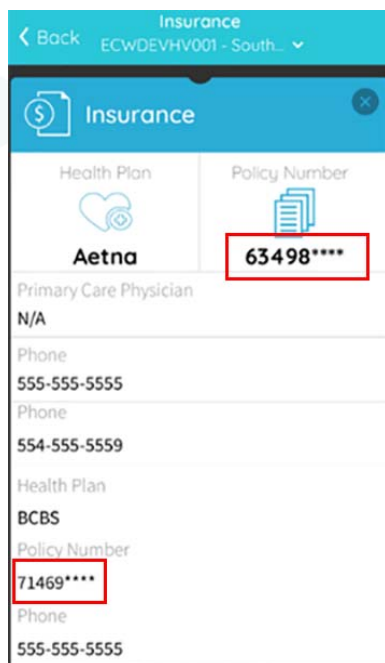 Insurance
Back
ECWDEVHV001 - South...
Insurance
Health Plan
Policy Number
Aetna
63498****
Primary Care Physician
N/A
Phone
555-555-5555
Phone
554-555-5559
Health Plan
BCBS
Policy Number
71469****
Phone
555-555-5555